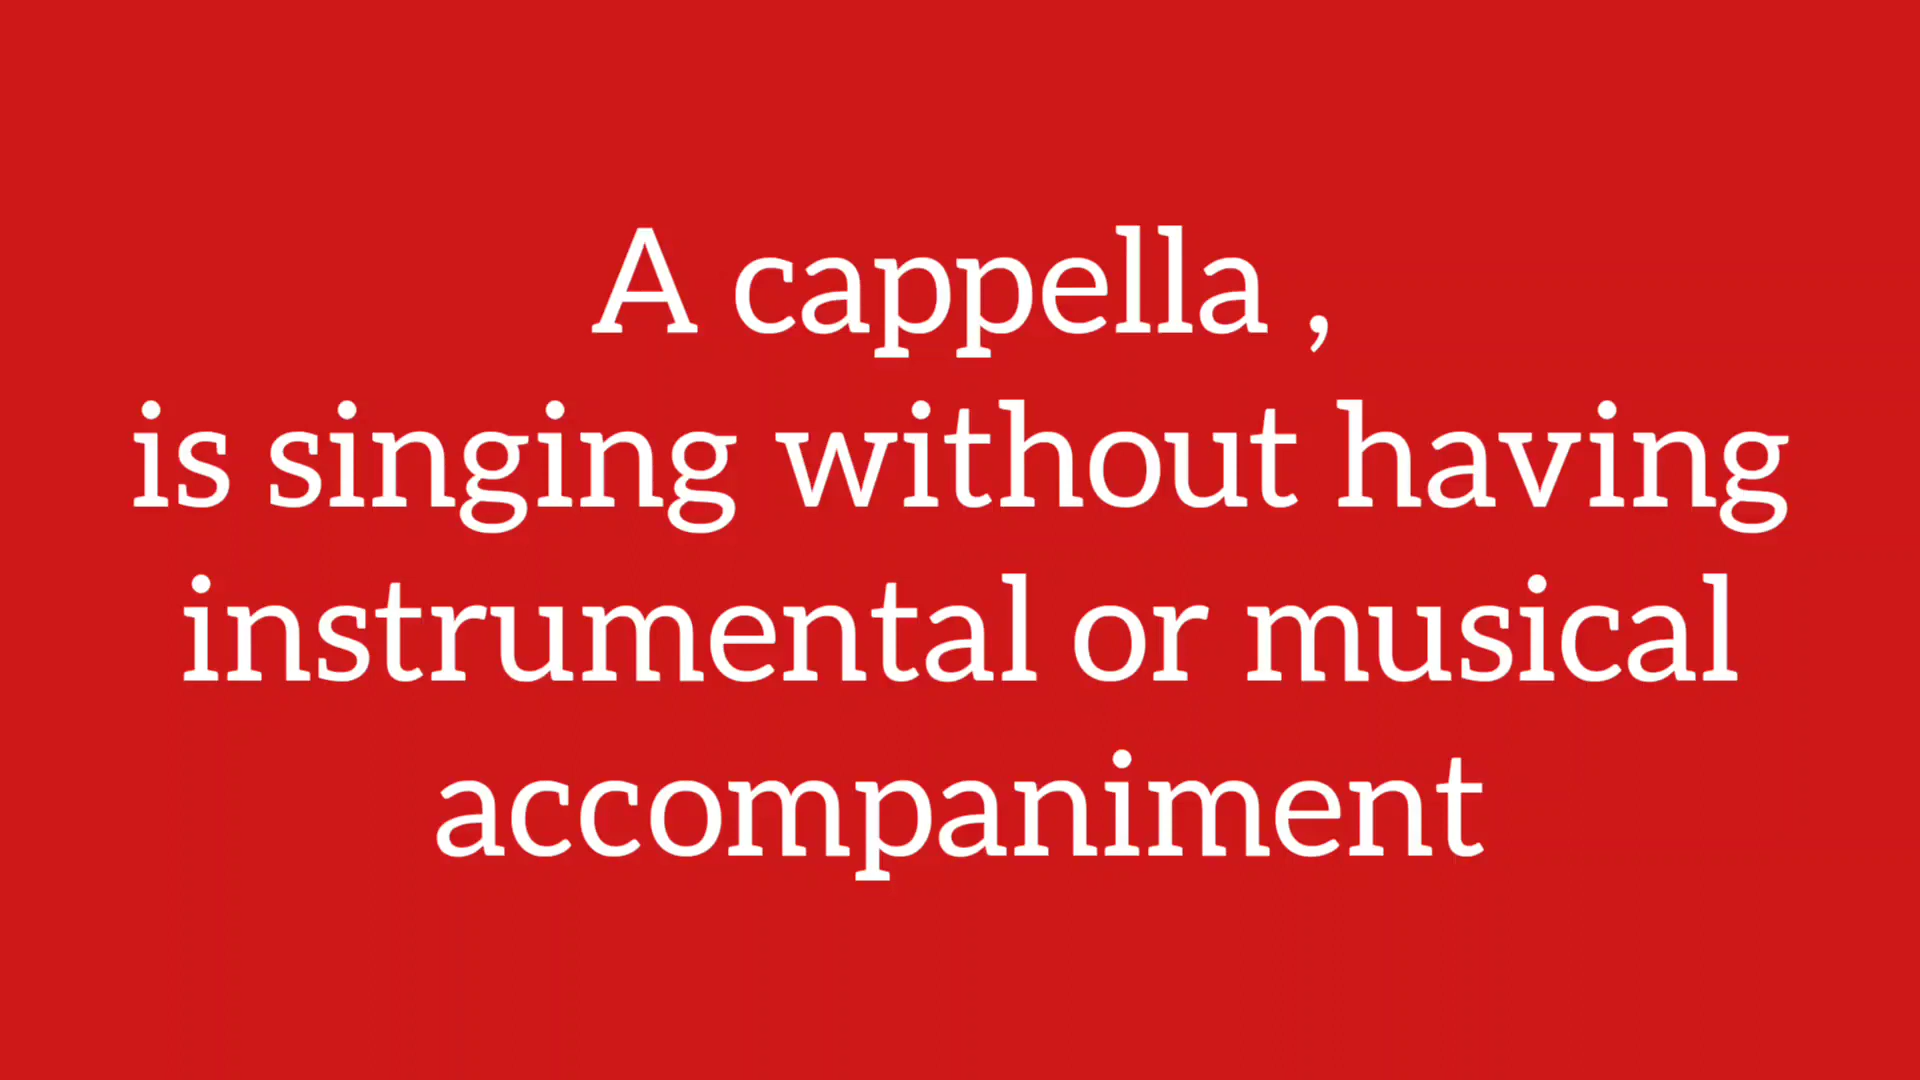 A cappella ,
is singing without having
instrumental or musical
accompaniment